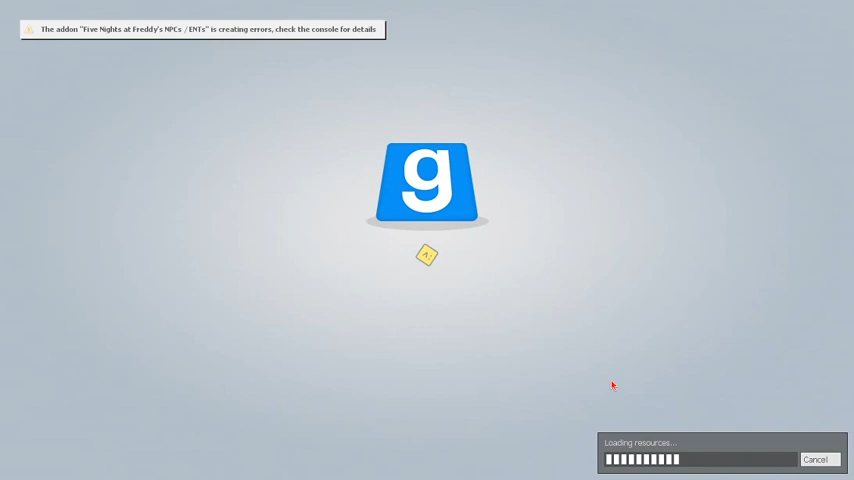 The addon "Five Nights at Freddy's NPCs / ENTs" is creating errors, check the console for details
g
Loading resources...
Cancel